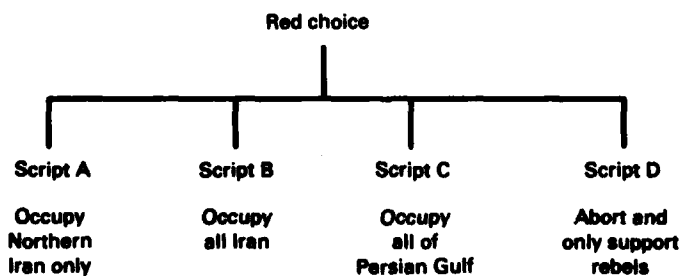 Red choice
Script A
Script B
Script C
Script D
Occupy
Northern
Iran only
Occupy
all Iran
Occupy
all of
Persian Gulf
Abort and
only support
rebels